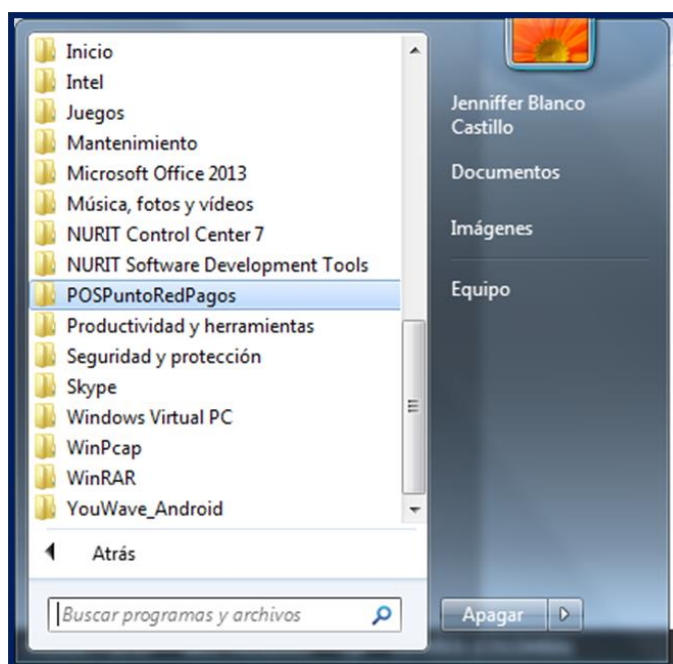 Inicio
Intel
Juegos
Mantenimiento
Microsoft Office 2013
Música, fotos y vídeos
NURIT Control Center 7
NURIT Software Development Tools
POSPuntoRedPagos
Productividad y herramientas
Seguridad y protección
Skype
Windows Virtual PC
WinPcap
WinRAR
YouWave_Android
Atrás
Buscar programas y archivos
Jenniffer Blanco
Castillo
Documentos
Imágenes
Equipo
Apagar